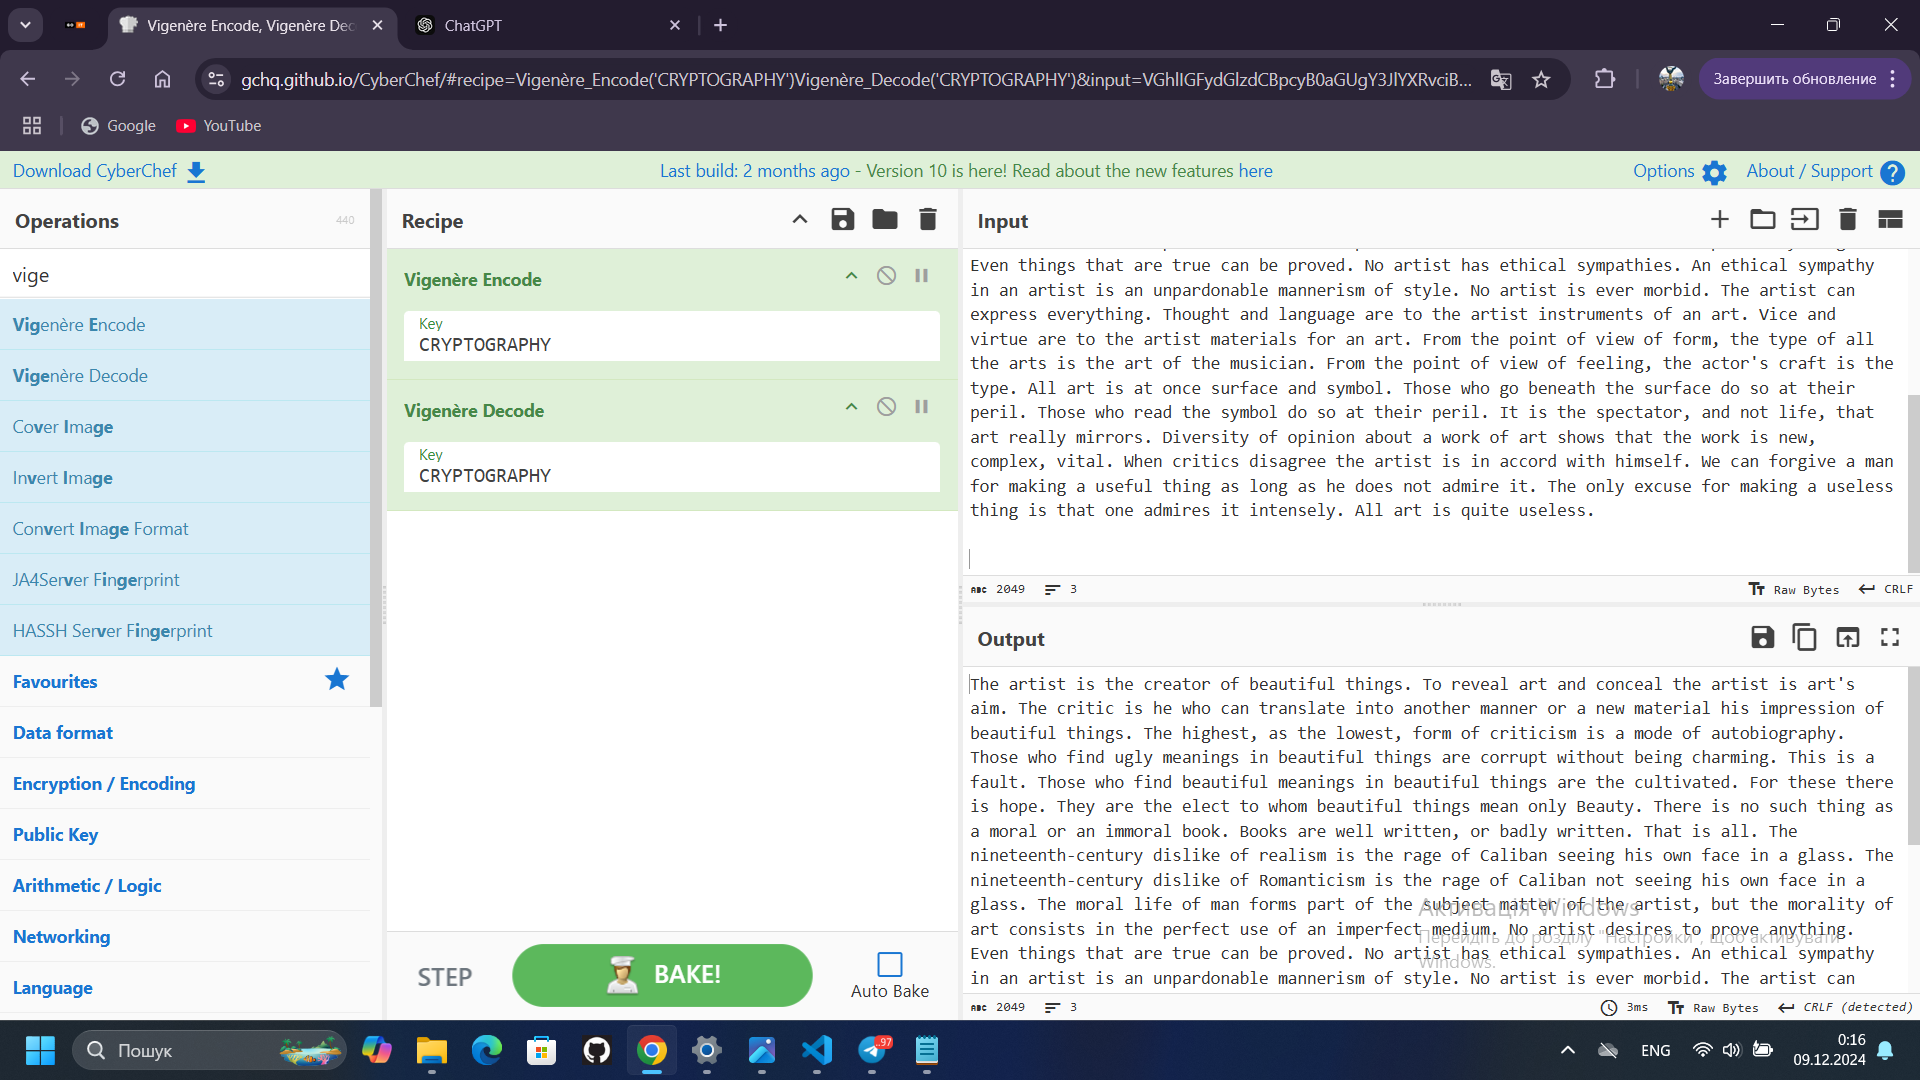 Vigenère Encode, Vigenère Dec
ChatGPT
gchq.github.io/CyberChef/#recipe=Vigenère_Encode('CRYPTOGRAPHY')Vigenère_Decode('CRYPTOGRAPHY')&input=VGhlIGFydGlzdCBpcyB0aGUgY3JlYXRvciB...
Завершить обновление
Google
YouTube
Download CyberChef
Last build: 2 months ago - Version 10 is here! Read about the new features here
Options
About / Support
Operations
440
vige
Vigenère Encode
Vigenère Decode
Cover Image
Invert Image
Convert Image Format
JA4Server Fingerprint
HASSH Server Fingerprint
Favourites
Data format
Encryption / Encoding
Public Key
Arithmetic / Logic
Networking
Language
Recipe
Vigenère Encode
Key
CRYPTOGRAPHY
Vigenère Decode
Key
CRYPTOGRAPHY
STEP
BAKE!
Auto Bake
Input
Even things that are true can be proved. No artist has ethical sympathies. An ethical sympathy
in an artist is an unpardonable mannerism of style. No artist is ever morbid. The artist can
express everything. Thought and language are to the artist instruments of an art. Vice and
virtue are to the artist materials for an art. From the point of view of form, the type of all
the arts is the art of the musician. From the point of view of feeling, the actor's craft is the
type. All art is at once surface and symbol. Those who go beneath the surface do so at their
peril. Those who read the symbol do so at their peril. It is the spectator, and not life, that
art really mirrors. Diversity of opinion about a work of art shows that the work is new,
complex, vital. When critics disagree the artist is in accord with himself. We can forgive a man
for making a useful thing as long as he does not admire it. The only excuse for making a useless
thing is that one admires it intensely. All art is quite useless.
ABC 2049 3
Raw Bytes CRLF
Output
The artist is the creator of beautiful things. To reveal art and conceal the artist is art's
aim. The critic is he who can translate into another manner or a new material his impression of
beautiful things. The highest, as the lowest, form of criticism is a mode of autobiography.
Those who find ugly meanings in beautiful things are corrupt without being charming. This is a
fault. Those who find beautiful meanings in beautiful things are the cultivated. For these there
is hope. They are the elect to whom beautiful things mean only Beauty. There is no such thing as
a moral or an immoral book. Books are well written, or badly written. That is all. The
nineteenth-century dislike of realism is the rage of Caliban seeing his own face in a glass. The
nineteenth-century dislike of Romanticism is the rage of Caliban not seeing his own face in a
glass. The moral life of man forms part of the subject matter of the artist, but the morality of
art consists in the perfect use of an imperfect medium. No artist desires to prove anything.
Even things that are true can be proved. No artist has ethical sympathies. An ethical sympathy
in an artist is an unpardonable mannerism of style. No artist is ever morbid. The artist can
Активація Windows
Перейдіть до розділу "Настройки", щоб активувати
Windows.
ABC 2049 3
3ms Raw Bytes CRLF (detected)
Пошук
97
ENG
0:16
09.12.2024